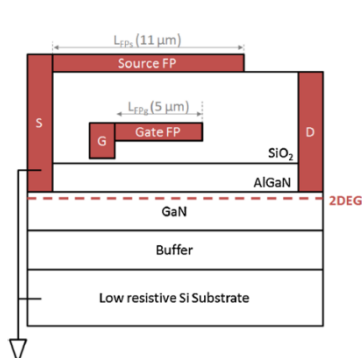 L_FPs (11 μm)
Source FP
L_FPg (5 μm)
S
G
Gate FP
D
SiO₂
AlGaN
2DEG
GaN
Buffer
Low resistive Si Substrate